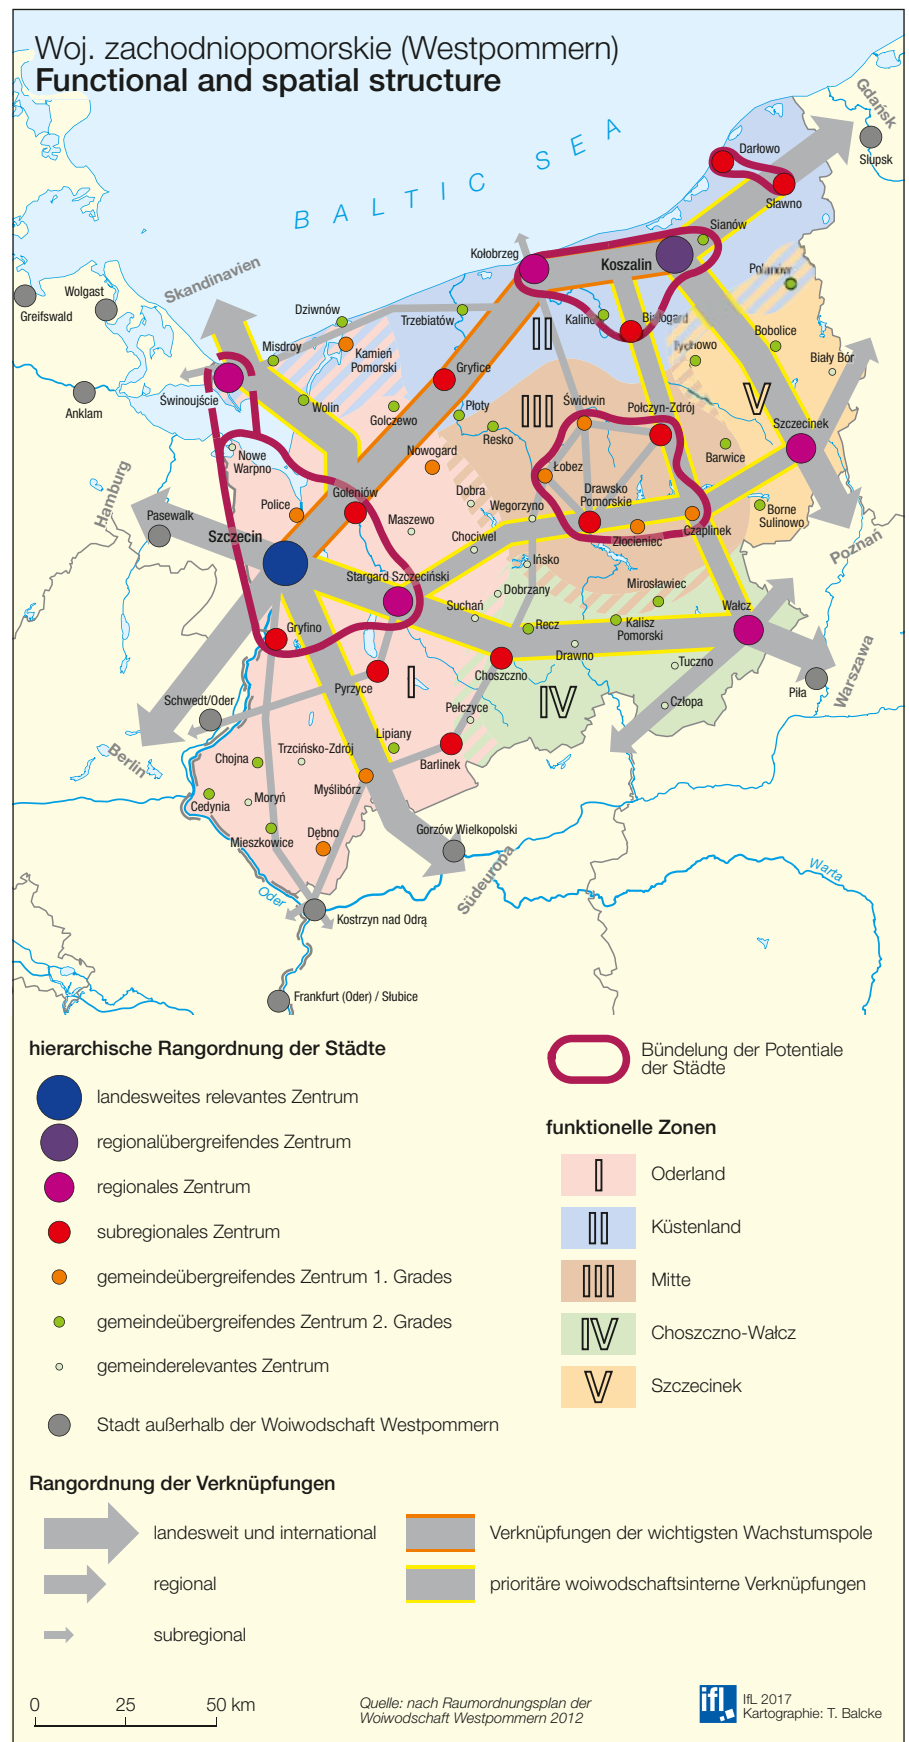 Woj. zachodniopomorskie (Westpommern)
Functional and spatial structure
BALTIC SEA
Gdańsk
Słupsk
Darłowo
Sławno
Sianów
Kołobrzeg
Koszalin
Skandinavien
Wolgast
Greifswald
Dziwnów
Trzebiatów
Białogard
Bobolice
Misdroy
Kamień
Pomorski
II
Biały Bór
Gryfice
Anklam
Świnoujście
Wolin
Golczewo
Płoty
III
Świdwin
Połczyn-Zdrój
V
Szczecinek
Resko
Nowe
Warpno
Nowogard
Barwice
Hamburg
Łobez
Police
Goleniów
Dobra
Węgorzyno
Drawsko
Pomorskie
Borne
Sulinowo
Pasewalk
Szczecin
Maszewo
Chociwel
Złocieniec
Czaplinek
Poznań
Ińsko
Stargard Szczeciński
Dobrzany
Mirosławiec
Suchań
Wałcz
Gryfino
Recz
Kalisz
Pomorski
Drawno
Tuczno
Warszawa
Pyrzyce
I
Choszczno
IV
Piła
Człopa
Schwedt/Oder
Pełczyce
Berlin
Lipiany
Trzcińsko-Zdrój
Chojna
Barlinek
Myślibórz
Cedynia
Moryń
Mieszkowice
Dębno
Gorzów Wielkopolski
Südeuropa
Warta
Oder
Kostrzyn nad Odrą
Frankfurt (Oder) / Słubice
hierarchische Rangordnung der Städte
landesweites relevantes Zentrum
regionalübergreifendes Zentrum
regionales Zentrum
subregionales Zentrum
gemeindeübergreifendes Zentrum 1. Grades
gemeindeübergreifendes Zentrum 2. Grades
gemeinderelevantes Zentrum
Stadt außerhalb der Woiwodschaft Westpommern
Bündelung der Potentiale
der Städte
funktionelle Zonen
I Oderland
II Küstenland
III Mitte
IV Choszczno-Wałcz
V Szczecinek
Rangordnung der Verknüpfungen
landesweit und international
regional
subregional
Verknüpfungen der wichtigsten Wachstumspole
prioritäre woiwodschaftsinterne Verknüpfungen
0 25 50 km
Quelle: nach Raumordnungsplan der
Woiwodschaft Westpommern 2012
ifl
IfL 2017
Kartographie: T. Balcke